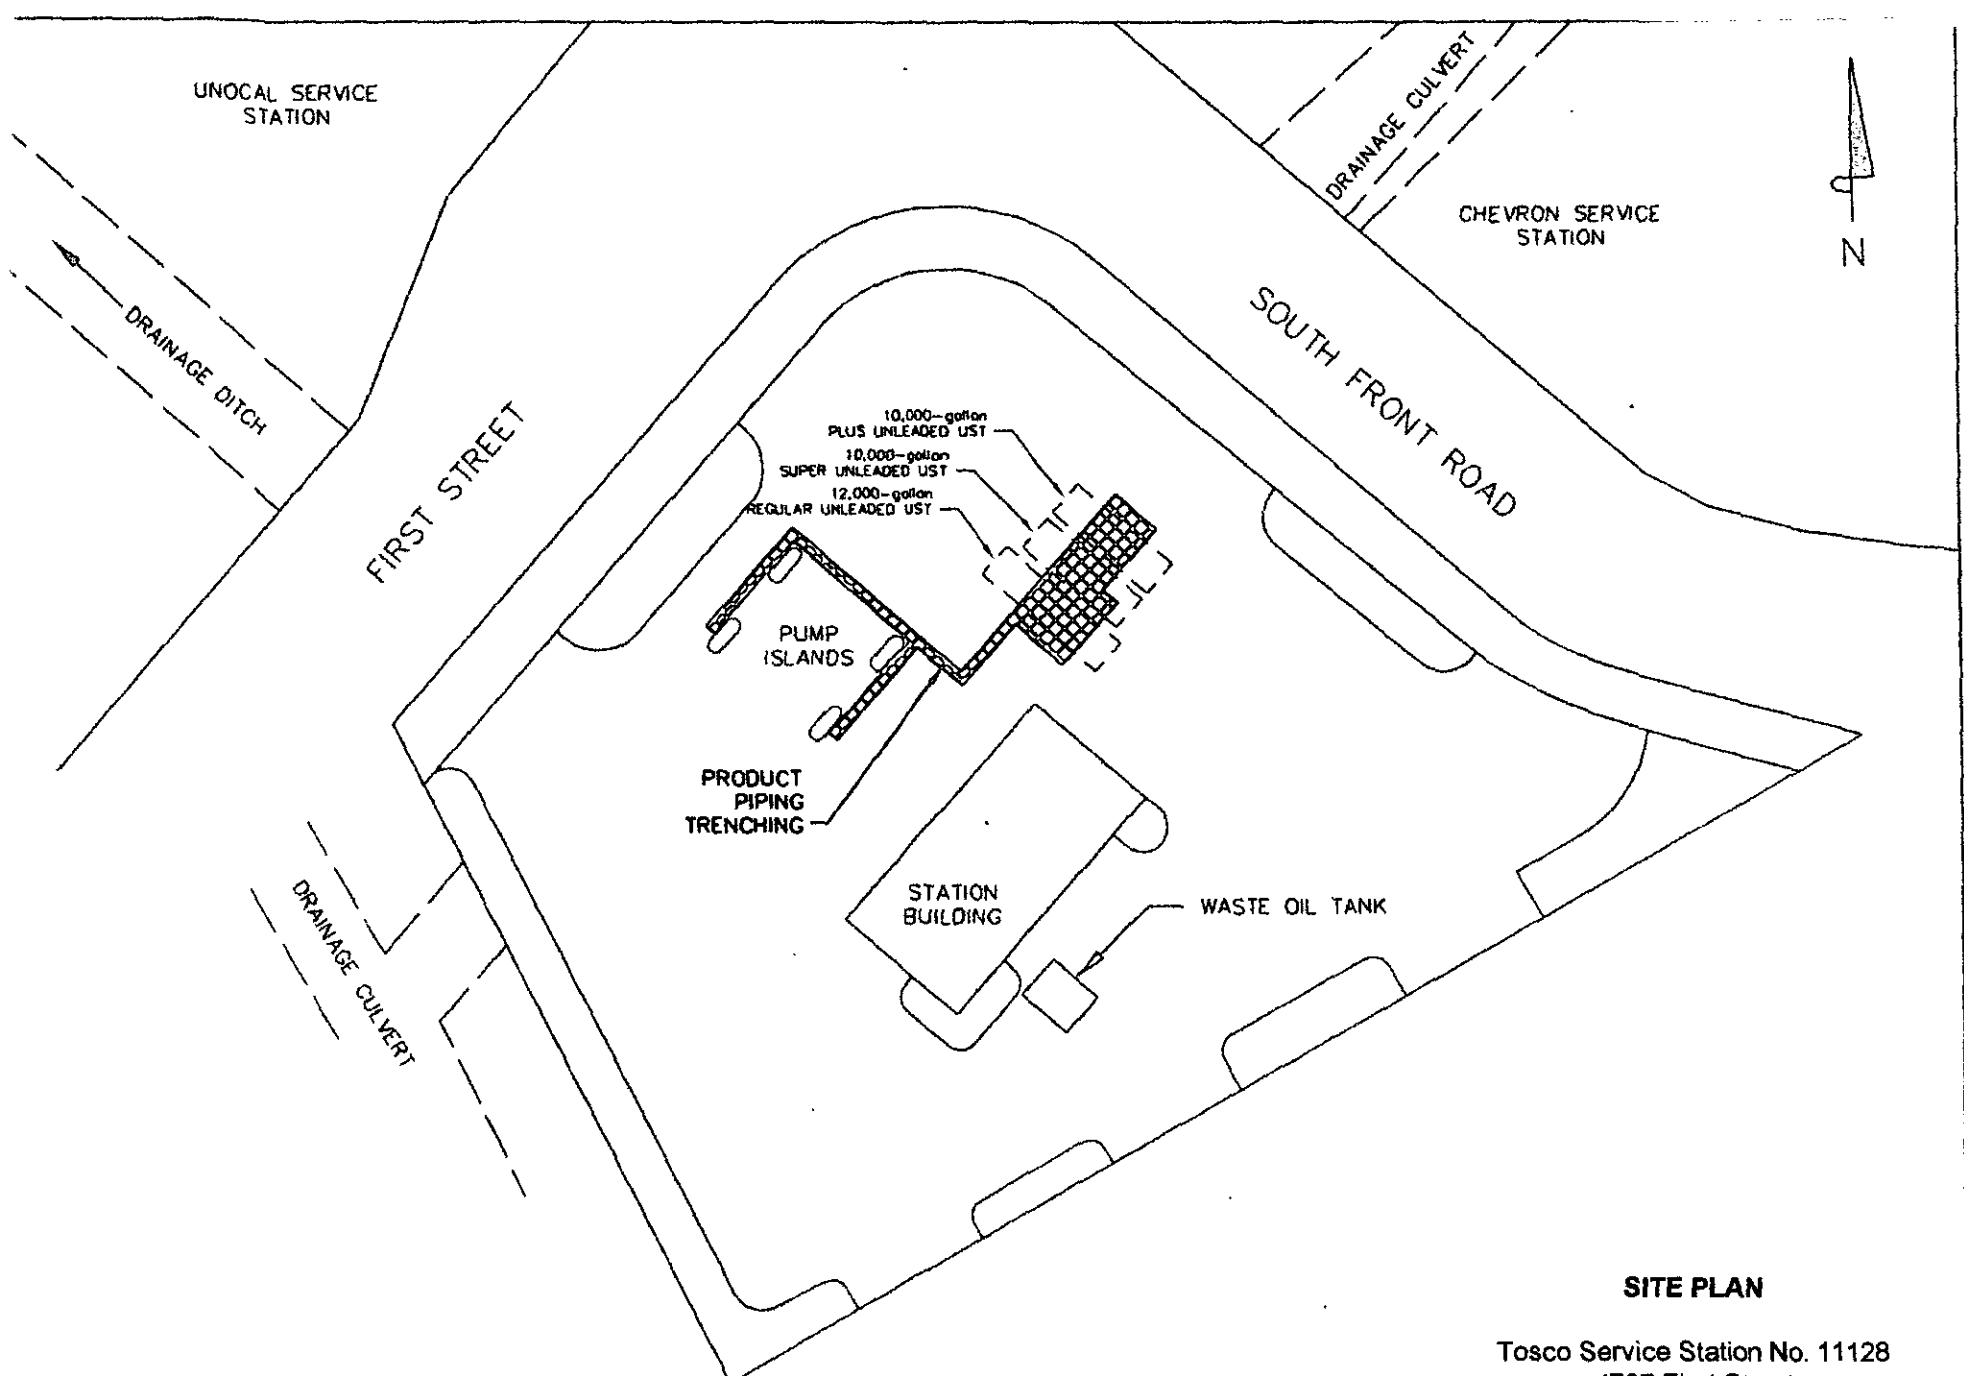 UNOCAL SERVICE
STATION
DRAINAGE CULVERT
CHEVRON SERVICE
STATION
N
DRAINAGE DITCH
SOUTH FRONT ROAD
FIRST STREET
10,000-gallon
PLUS UNLEADED UST
10,000-gallon
SUPER UNLEADED UST
12,000-gallon
REGULAR UNLEADED UST
PUMP
ISLANDS
PRODUCT
PIPING
TRENCHING
STATION
BUILDING
WASTE OIL TANK
DRAINAGE CULVERT
SITE PLAN
Tosco Service Station No. 11128